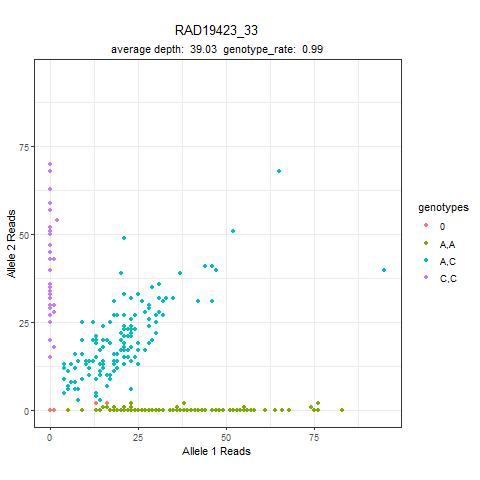 RAD19423_33
average depth: 39.03 genotype_rate: 0.99
Allele 2 Reads
75
50
25
0
0 25 50 75
Allele 1 Reads
genotypes
0
A,A
A,C
C,C